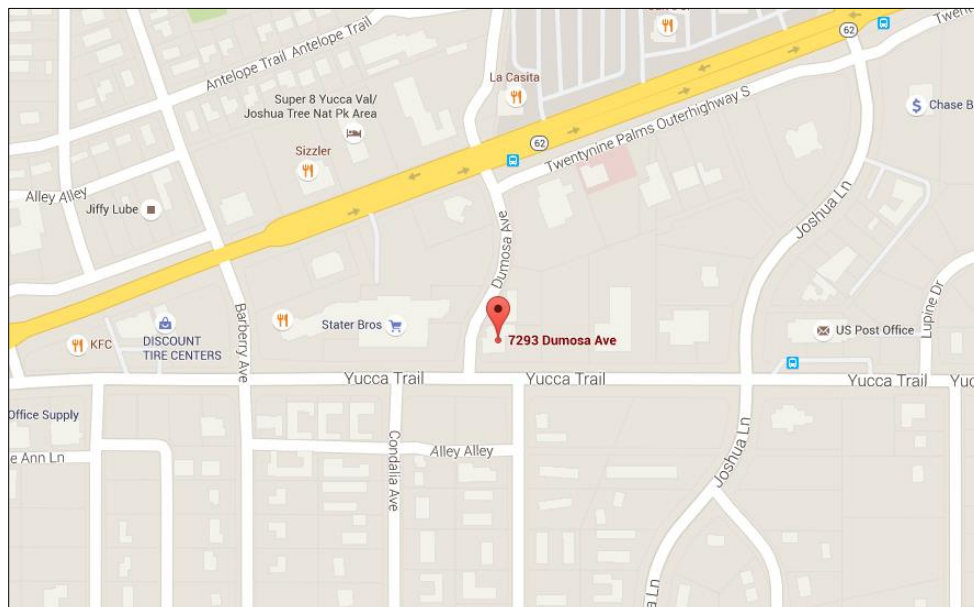 Antelope Trail Antelope Trail
62
La Casita
Super 8 Yucca Val/
Joshua Tree Nat Pk Area
Chase B
62
Sizzler
Twentynine Palms Outerhighway S
Alley Alley
Jiffy Lube
Joshua Ln
Dumosa Ave
Barberry Ave
Lupine Dr
Stater Bros
US Post Office
KFC
DISCOUNT
TIRE CENTERS
7293 Dumosa Ave
Yucca Trail
Yucca Trail
Yucca Trail
Office Supply
Condalia Ave
Alley Alley
e Ann Ln
Joshua Ln